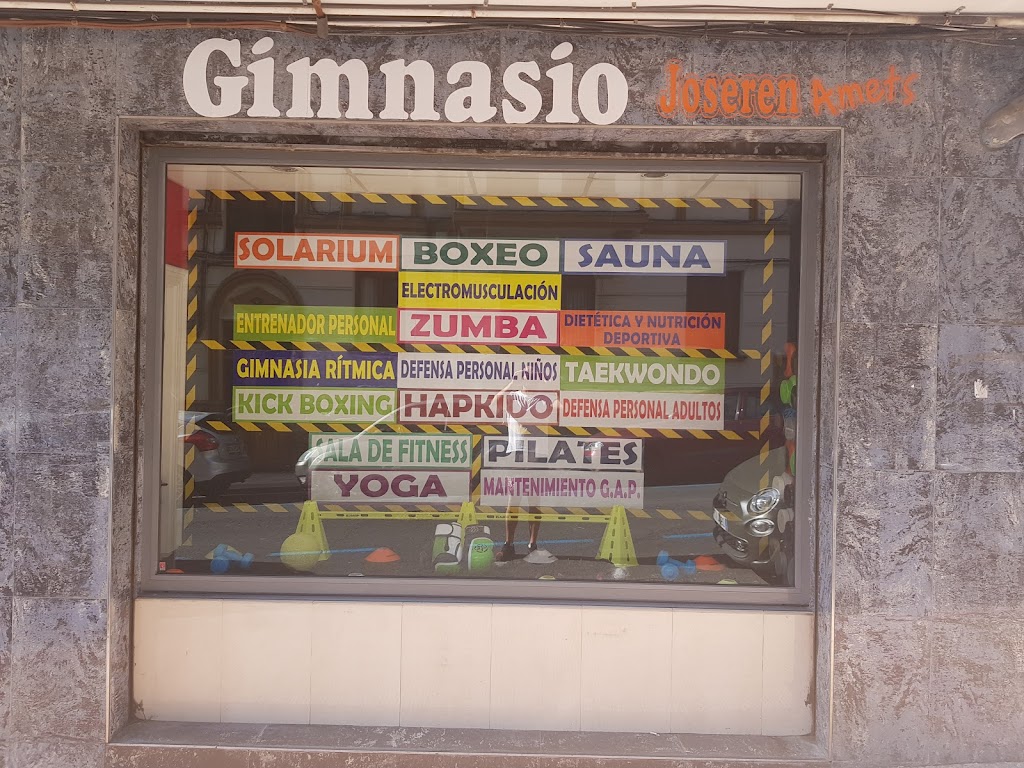 Gimnasio Joseren Amets
SOLARIUM BOXEO SAUNA
ELECTROMUSCULACIÓN
ENTRENADOR PERSONAL ZUMBA DIETÉTICA Y NUTRICIÓN
DEPORTIVA
GIMNASIA RÍTMICA DEFENSA PERSONAL NIÑOS TAEKWONDO
KICK BOXING HAPKIDO DEFENSA PERSONAL ADULTOS
SALA DE FITNESS PILATES
YOGA MANTENIMIENTO G.A.P.